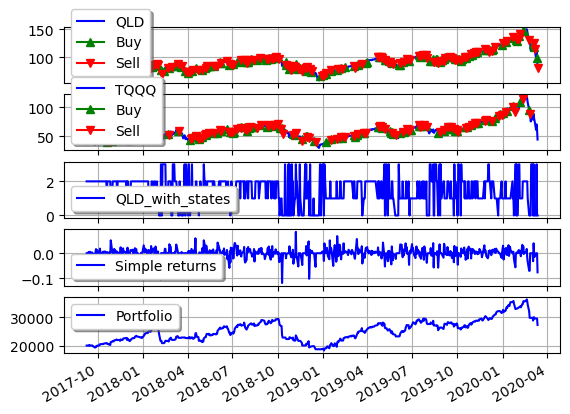 QLD
Buy
Sell
150
100
TQQQ
Buy
Sell
100
50
QLD_with_states
2
0
Simple returns
0.0
−0.1
Portfolio
30000
20000
2017-10
2018-01
2018-04
2018-07
2018-10
2019-01
2019-04
2019-07
2019-10
2020-01
2020-04